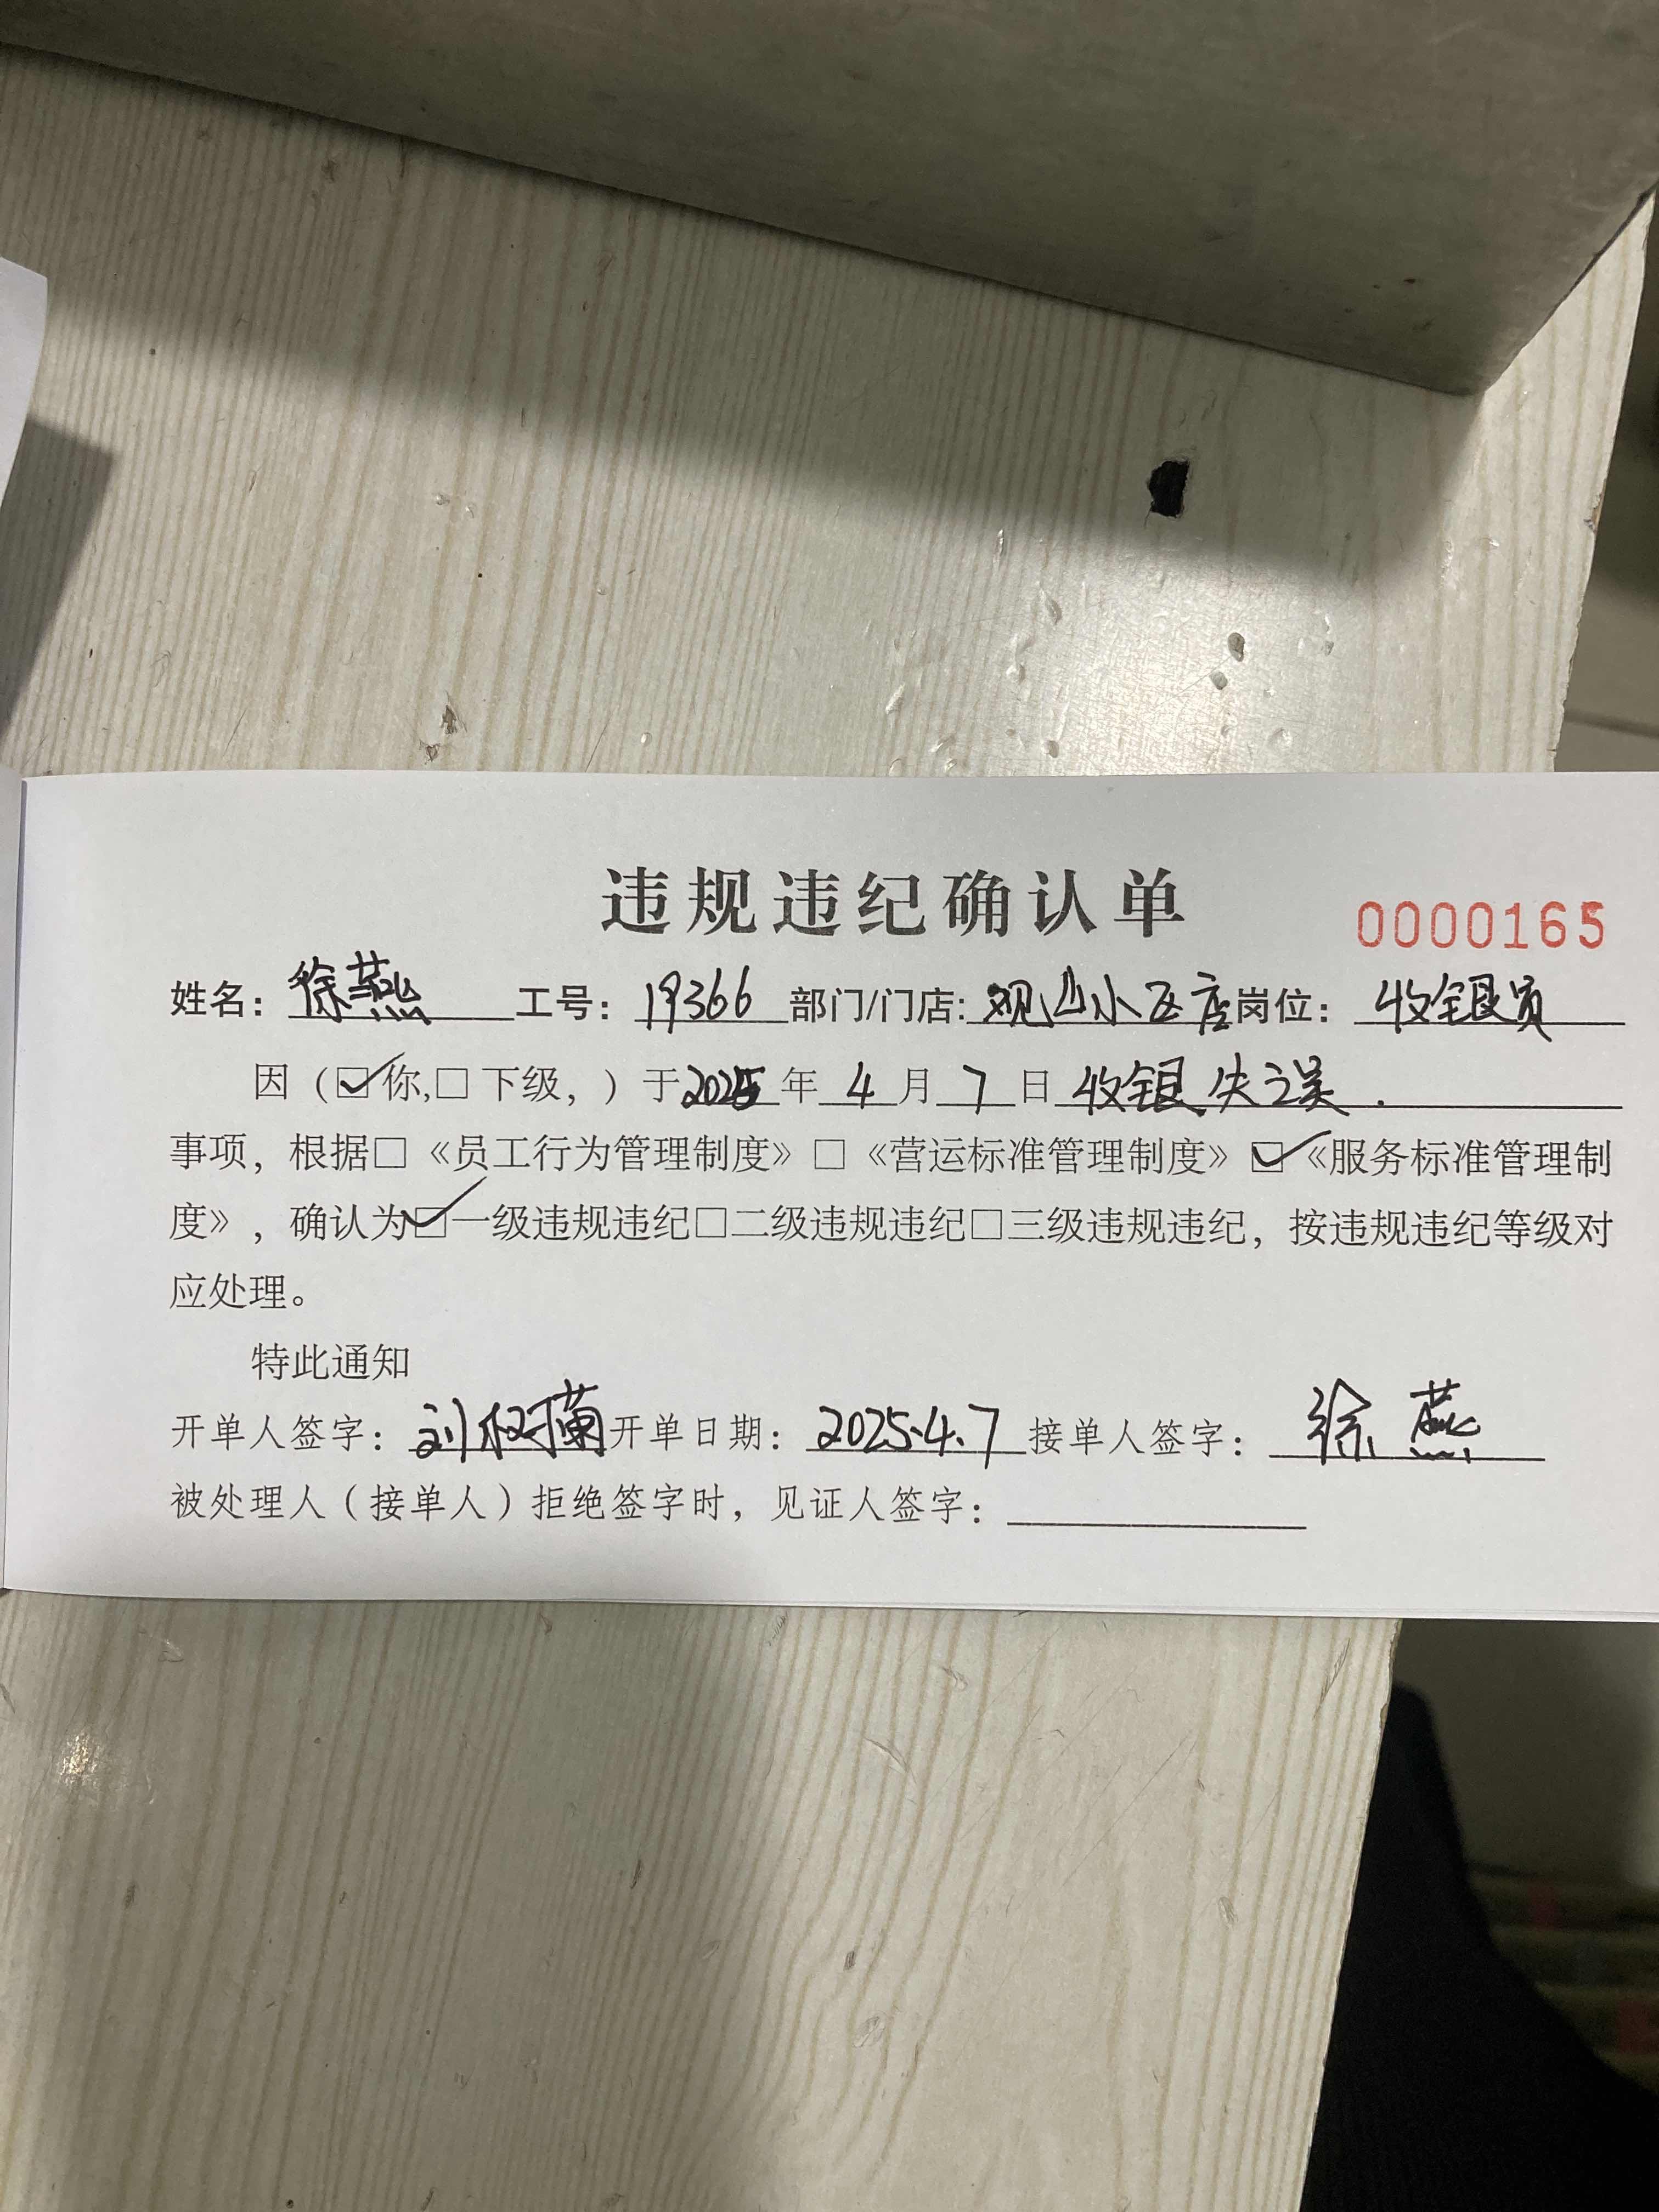 违规违纪确认单 0000165
姓名：徐燕 工号：19366 部门/门店：观山小区店 岗位：收银员
因（☑你,□下级，）于2025年4月7日收银失误.
事项，根据□《员工行为管理制度》□《营运标准管理制度》☑《服务标准管理制
度》，确认为☑一级违规违纪□二级违规违纪□三级违规违纪，按违规违纪等级对
应处理。
特此通知
开单人签字：刘 开单日期：2025.4.7 接单人签字：徐燕
被处理人（接单人）拒绝签字时，见证人签字：